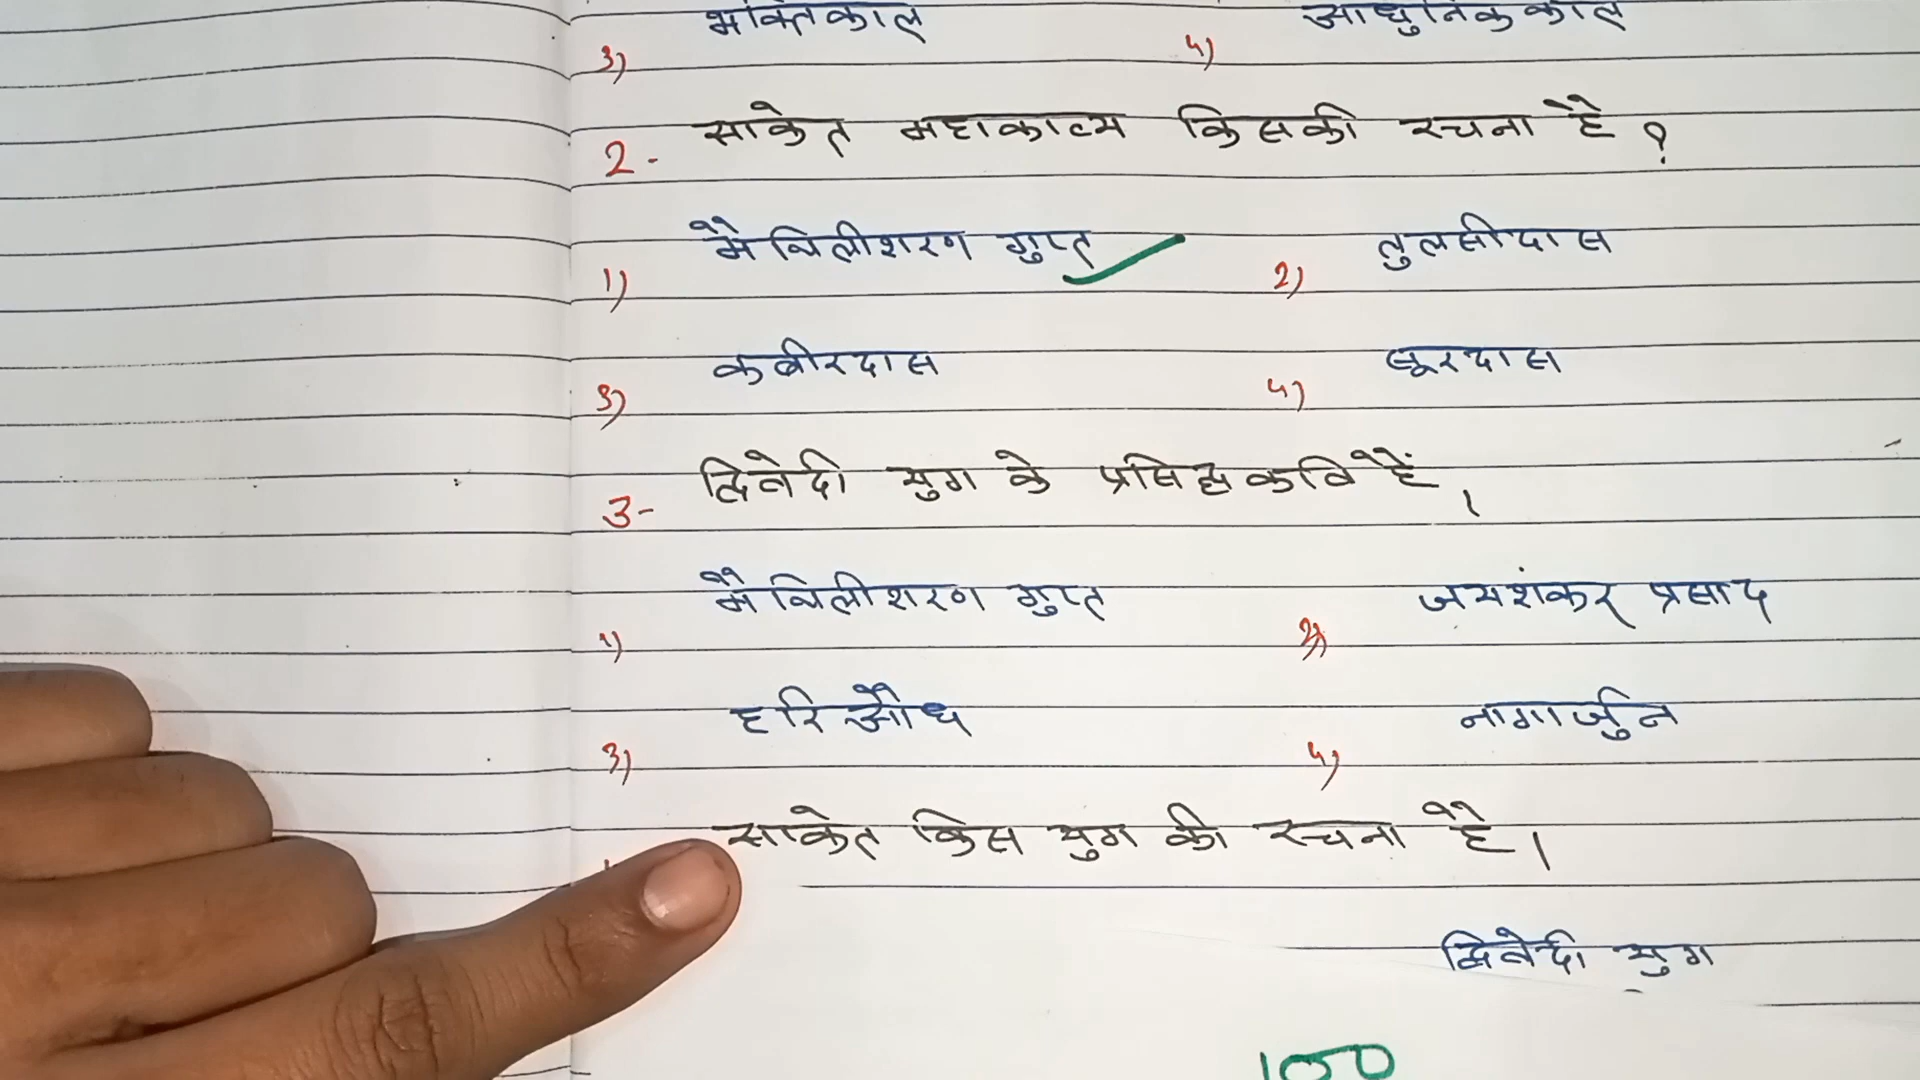 3) भक्तिकाल 4) आधुनिक काल
2- साकेत महाकाव्य किसकी रचना है ?
1) मैथिलीशरण गुप्त 2) तुलसीदास
3) कबीरदास 4) सूरदास
3- द्विवेदी युग के प्रसिद्ध कवि हैं ।
1) मैथिलीशरण गुप्त 2) जयशंकर प्रसाद
3) हरिऔध 4) नागार्जुन
साकेत किस युग की रचना है ।
द्विवेदी युग
100